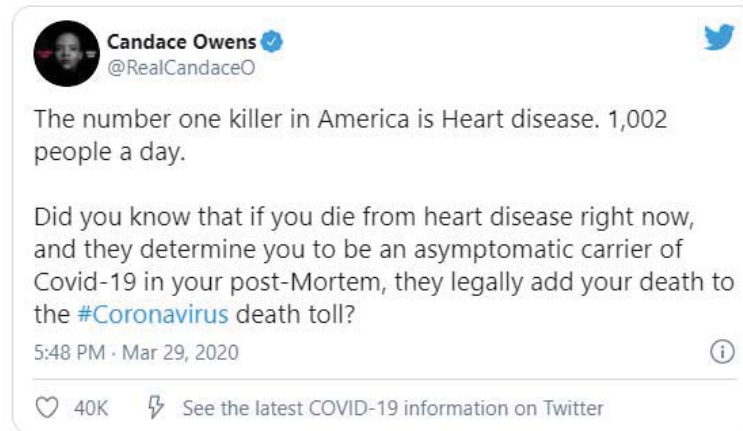 Candace Owens
@RealCandaceO
The number one killer in America is Heart disease. 1,002
people a day.
Did you know that if you die from heart disease right now,
and they determine you to be an asymptomatic carrier of
Covid-19 in your post-Mortem, they legally add your death to
the #Coronavirus death toll?
5:48 PM · Mar 29, 2020
40K See the latest COVID-19 information on Twitter